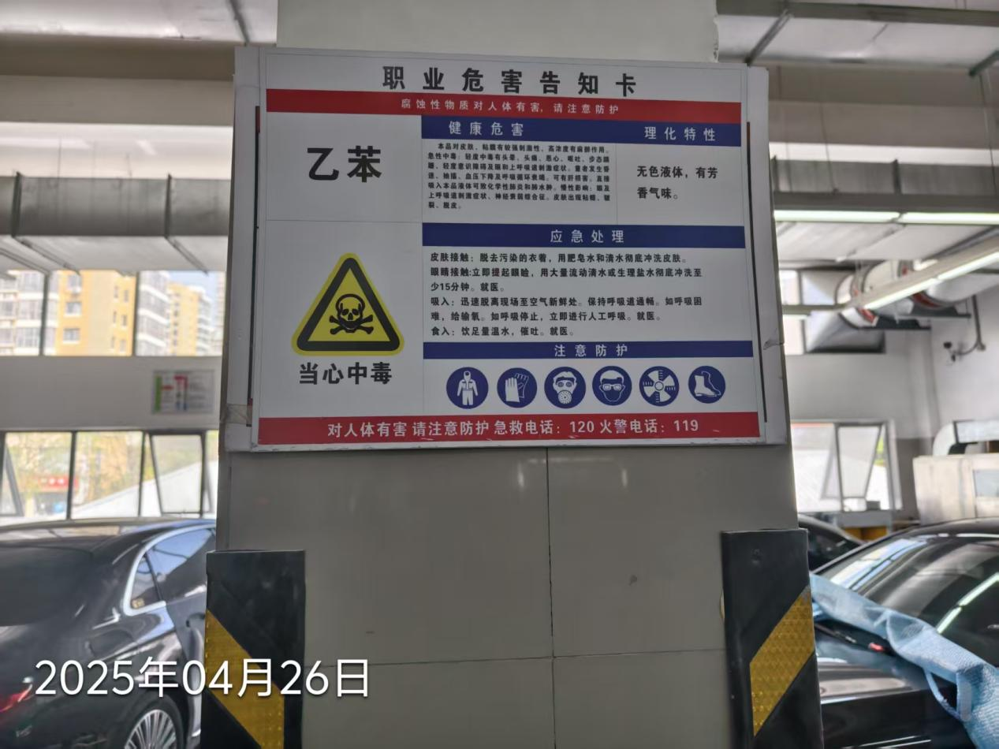 职业危害告知卡
腐蚀性物质对人体有害，请注意防护
乙苯
健康危害
理化特性
本品对皮肤、粘膜有较强刺激性，高浓度有麻醉作用。
急性中毒：轻度中毒有头晕、头痛、恶心、呕吐、步态蹒
跚、轻度意识障碍及眼和上呼吸道刺激症状。重者发生昏
迷、抽搐、血压下降及呼吸循环衰竭。可有肝损害。直接
吸入本品液体可致化学性肺炎和肺水肿。慢性影响：眼及
上呼吸道刺激症状、神经衰弱综合征。皮肤出现粘糙、皲
裂、脱皮。
无色液体，有芳
香气味。
应急处理
皮肤接触：脱去污染的衣着，用肥皂水和清水彻底冲洗皮肤。
眼睛接触:立即提起眼睑，用大量流动清水或生理盐水彻底冲洗至
少15分钟。就医。
吸入：迅速脱离现场至空气新鲜处。保持呼吸道通畅。如呼吸困
难，给输氧。如呼吸停止，立即进行人工呼吸。就医。
食入：饮足量温水，催吐。就医。
当心中毒
注意防护
对人体有害 请注意防护 急救电话：120 火警电话：119
2025年04月26日